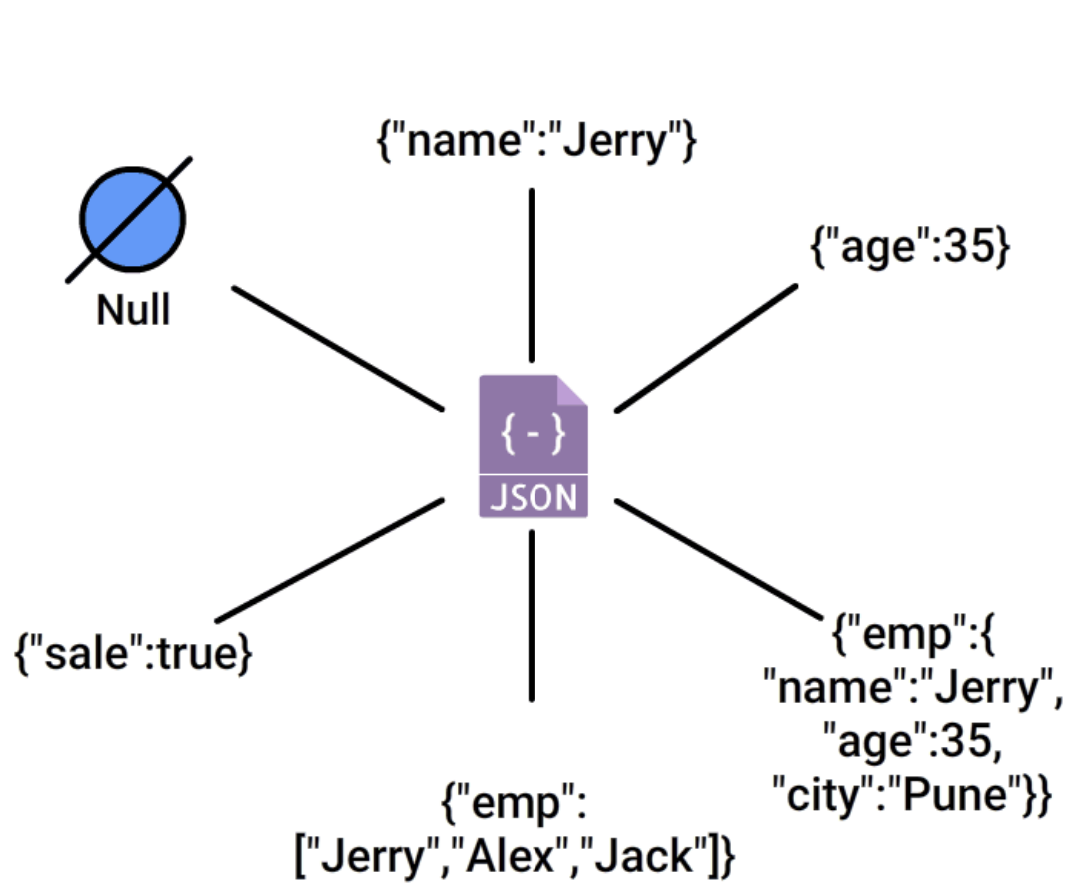 {"name":"Jerry"}
{"age":35}
Null
{ - }
JSON
{"sale":true}
{"emp":{
"name":"Jerry",
"age":35,
"city":"Pune"}}
{"emp":
["Jerry","Alex","Jack"]}